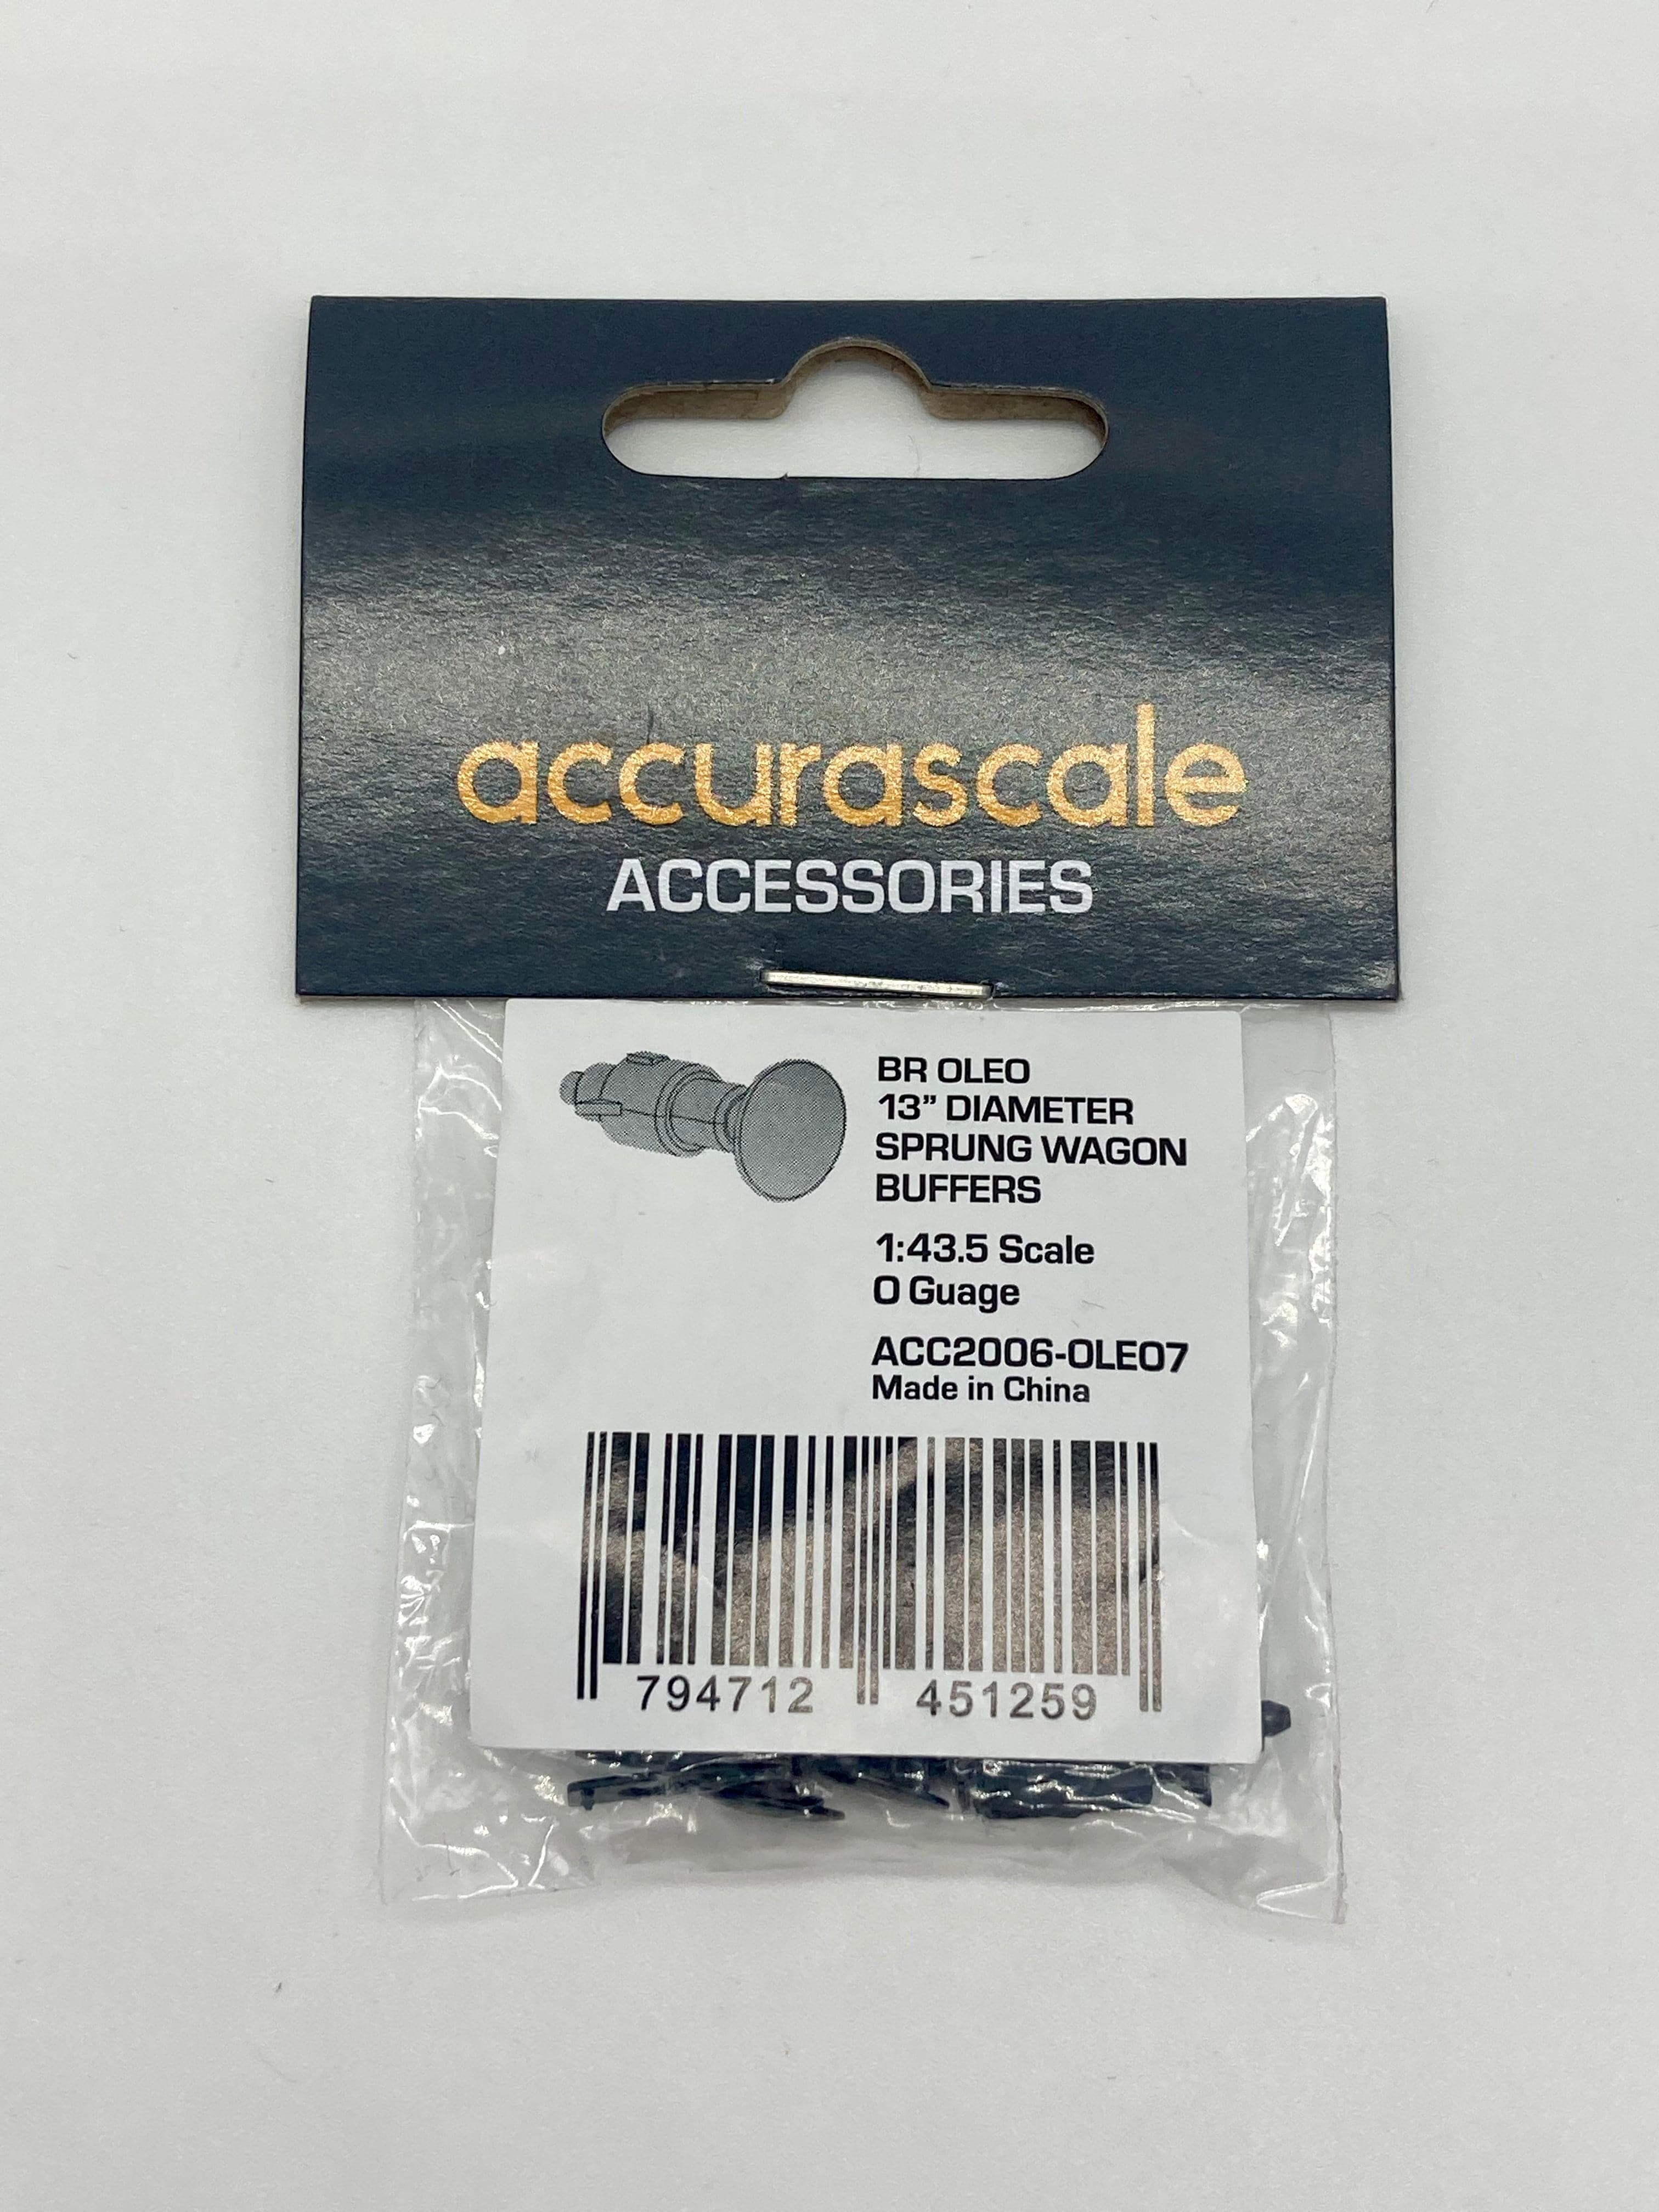 accurascale
ACCESSORIES
BR OLEO
13” DIAMETER
SPRUNG WAGON
BUFFERS
1:43.5 Scale
O Guage
ACC2006-OLEO7
Made in China
794712 451259